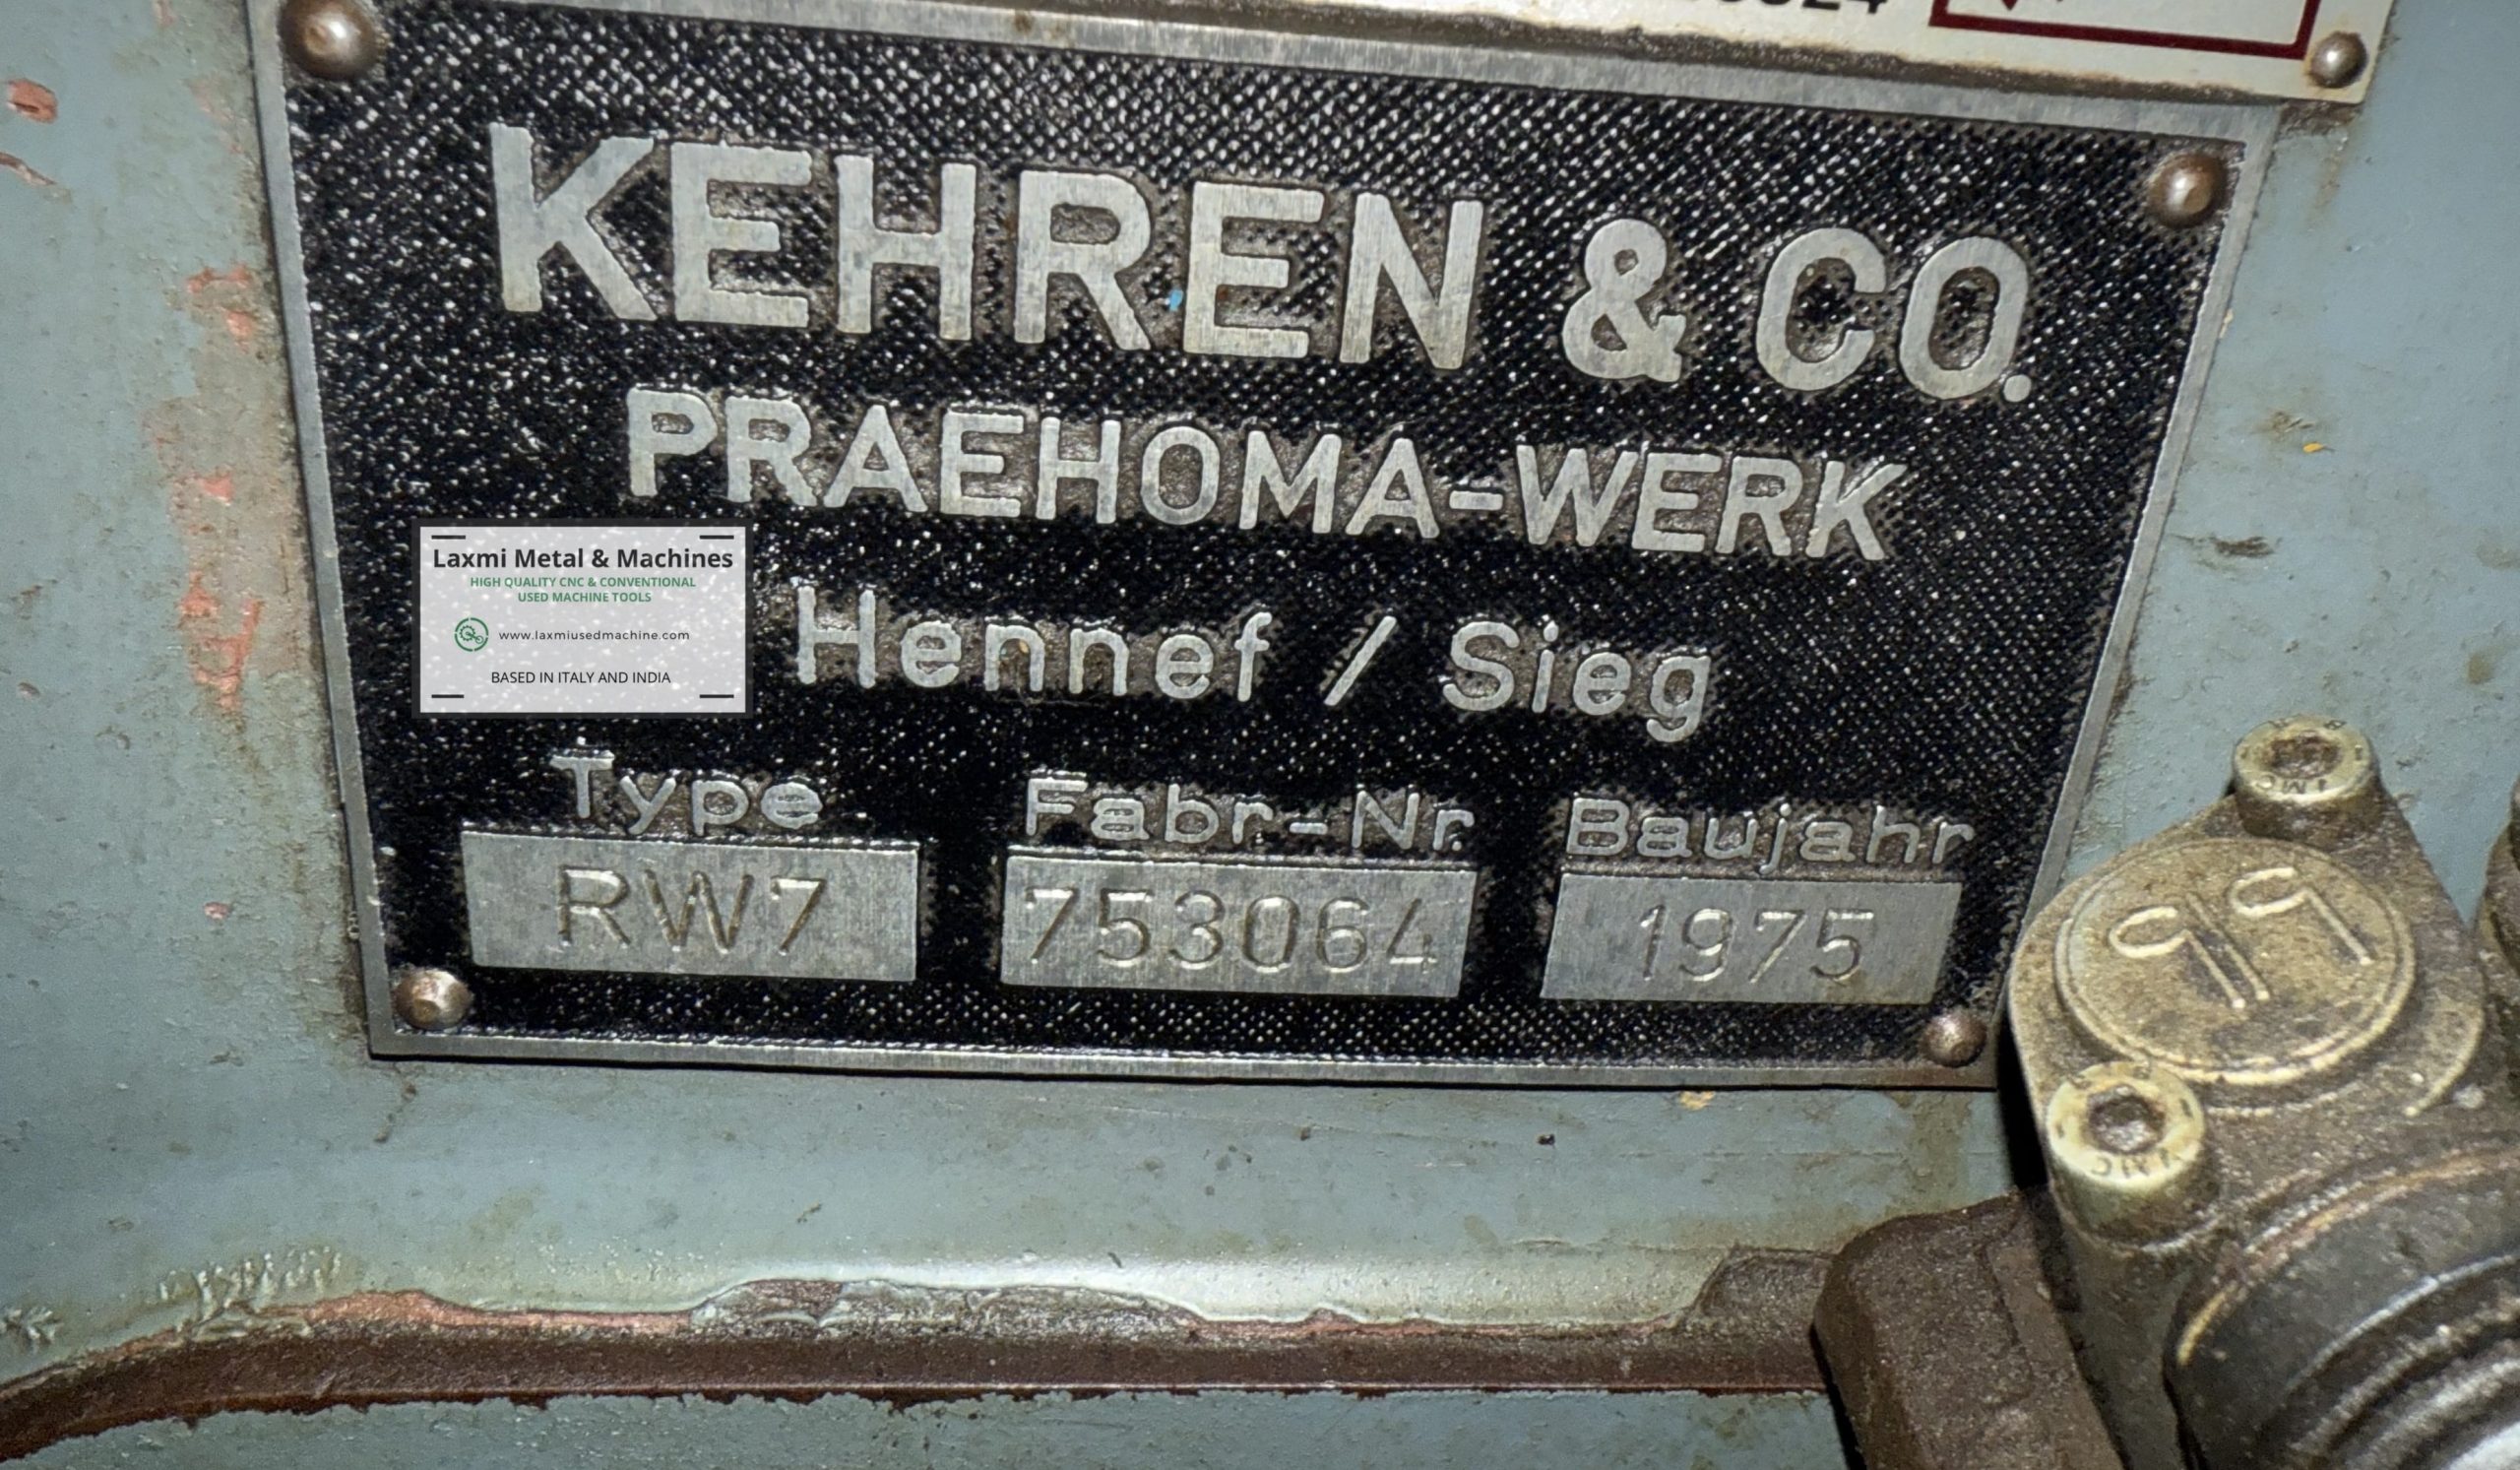 KEHREN & CO.
PRAEHOMA-WERK
Hennef / Sieg
Type
Fabr-Nr.
Baujahr
RW7
753064
1975
Laxmi Metal & Machines
HIGH QUALITY CNC & CONVENTIONAL
USED MACHINE TOOLS
www.laxmiusedmachine.com
BASED IN ITALY AND INDIA